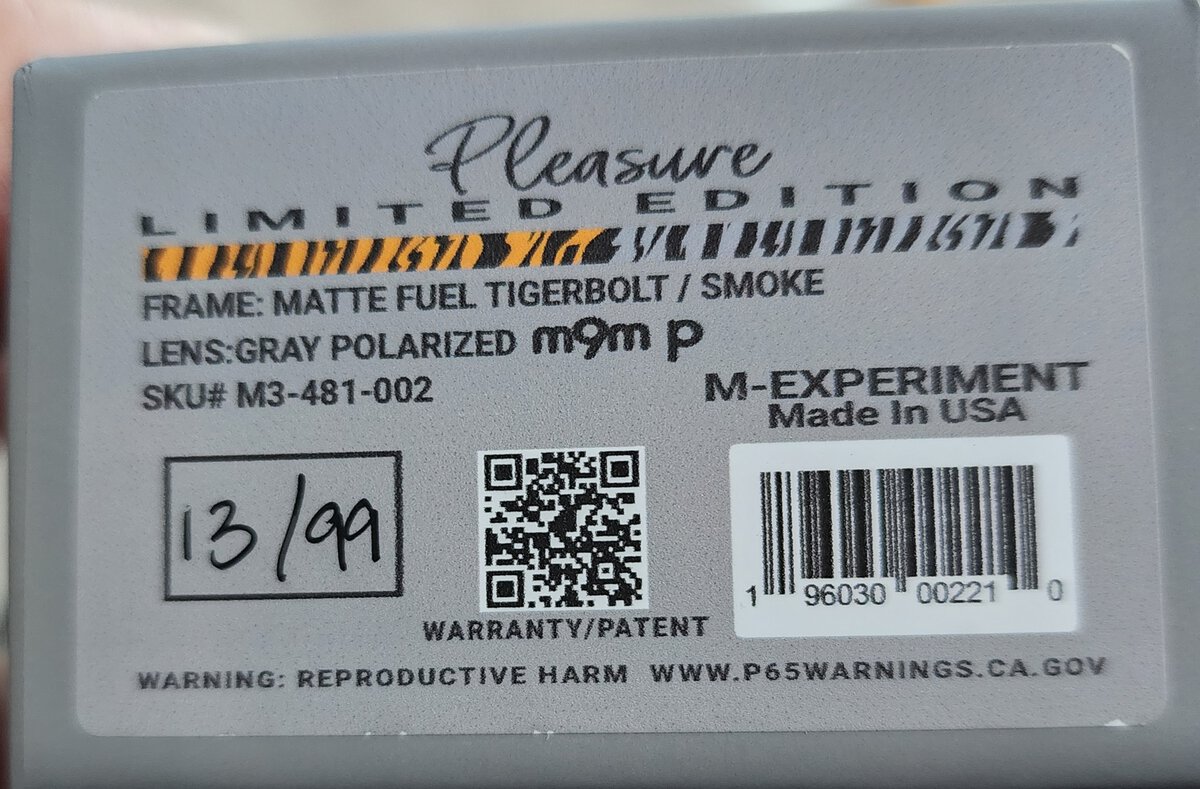 Pleasure
LIMITED EDITION
FRAME: MATTE FUEL TIGERBOLT / SMOKE
LENS:GRAY POLARIZED m9m p
SKU# M3-481-002
M-EXPERIMENT
Made In USA
13/99
1 96030 00221 0
WARRANTY/PATENT
WARNING: REPRODUCTIVE HARM WWW.P65WARNINGS.CA.GOV